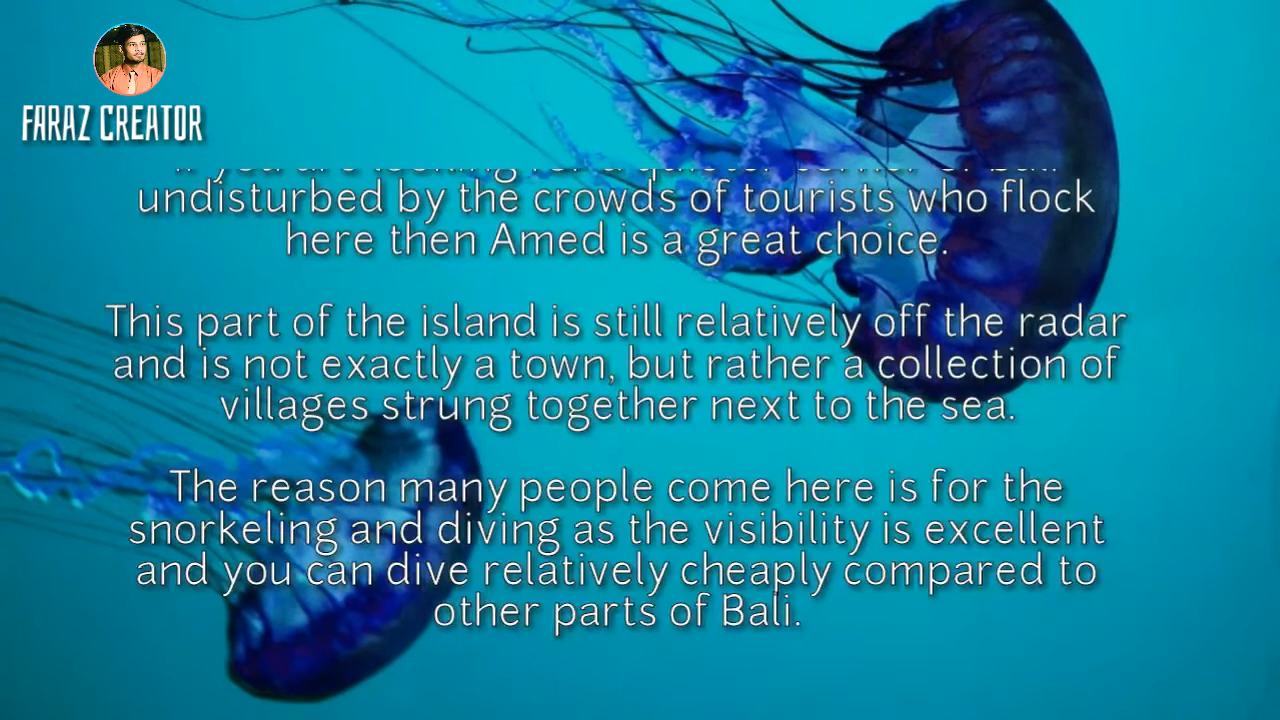 FARAZ CREATOR
undisturbed by the crowds of tourists who flock
here then Amed is a great choice.
This part of the island is still relatively off the radar
and is not exactly a town, but rather a collection of
villages strung together next to the sea.
The reason many people come here is for the
snorkeling and diving as the visibility is excellent
and you can dive relatively cheaply compared to
other parts of Bali.